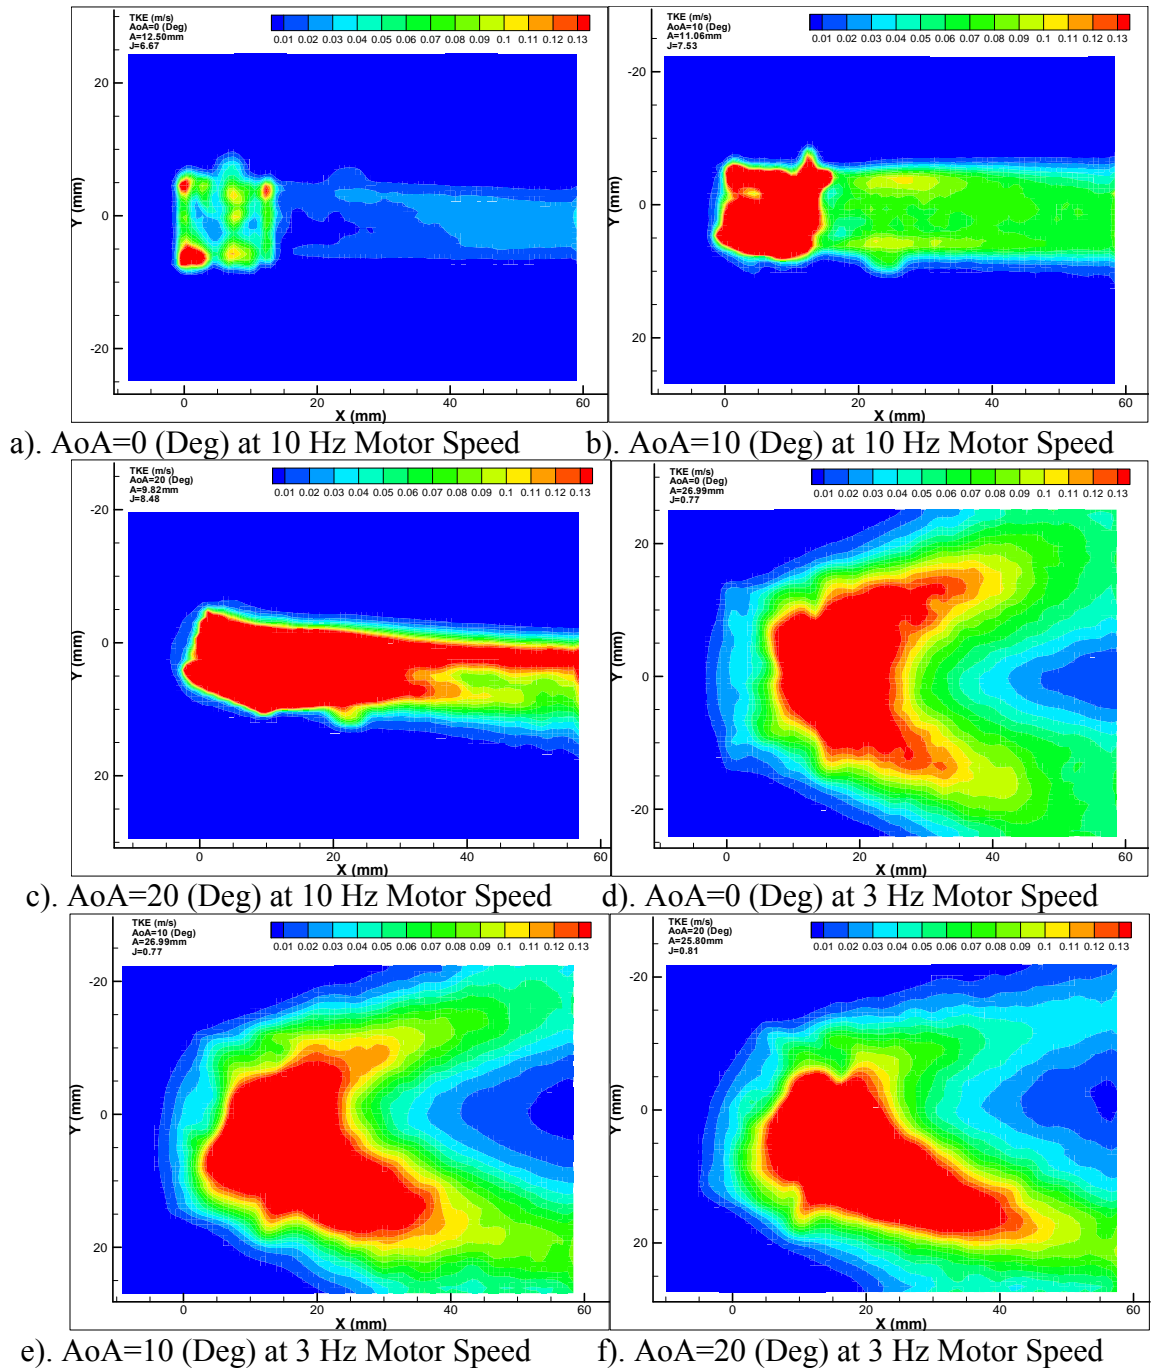 TKE (m/s)
AoA=0 (Deg)
A=12.50mm
J=6.67
0.01 0.02 0.03 0.04 0.05 0.06 0.07 0.08 0.09 0.1 0.11 0.12 0.13
20
0
-20
Y (mm)
0 20 40 60
X (mm)
a). AoA=0 (Deg) at 10 Hz Motor Speed
TKE (m/s)
AoA=10 (Deg)
A=11.06mm
J=7.53
0.01 0.02 0.03 0.04 0.05 0.06 0.07 0.08 0.09 0.1 0.11 0.12 0.13
-20
0
20
Y (mm)
0 20 40 60
X (mm)
b). AoA=10 (Deg) at 10 Hz Motor Speed
TKE (m/s)
AoA=20 (Deg)
A=9.82mm
J=8.48
0.01 0.02 0.03 0.04 0.05 0.06 0.07 0.08 0.09 0.1 0.11 0.12 0.13
-20
0
20
Y (mm)
0 20 40 60
X (mm)
c). AoA=20 (Deg) at 10 Hz Motor Speed
TKE (m/s)
AoA=0 (Deg)
A=26.99mm
J=0.77
0.01 0.02 0.03 0.04 0.05 0.06 0.07 0.08 0.09 0.1 0.11 0.12 0.13
20
0
-20
Y (mm)
0 20 40 60
X (mm)
d). AoA=0 (Deg) at 3 Hz Motor Speed
TKE (m/s)
AoA=10 (Deg)
A=26.99mm
J=0.77
0.01 0.02 0.03 0.04 0.05 0.06 0.07 0.08 0.09 0.1 0.11 0.12 0.13
-20
0
20
Y (mm)
0 20 40 60
X (mm)
e). AoA=10 (Deg) at 3 Hz Motor Speed
TKE (m/s)
AoA=20 (Deg)
A=25.80mm
J=0.81
0.01 0.02 0.03 0.04 0.05 0.06 0.07 0.08 0.09 0.1 0.11 0.12 0.13
-20
0
20
Y (mm)
0 20 40 60
X (mm)
f). AoA=20 (Deg) at 3 Hz Motor Speed